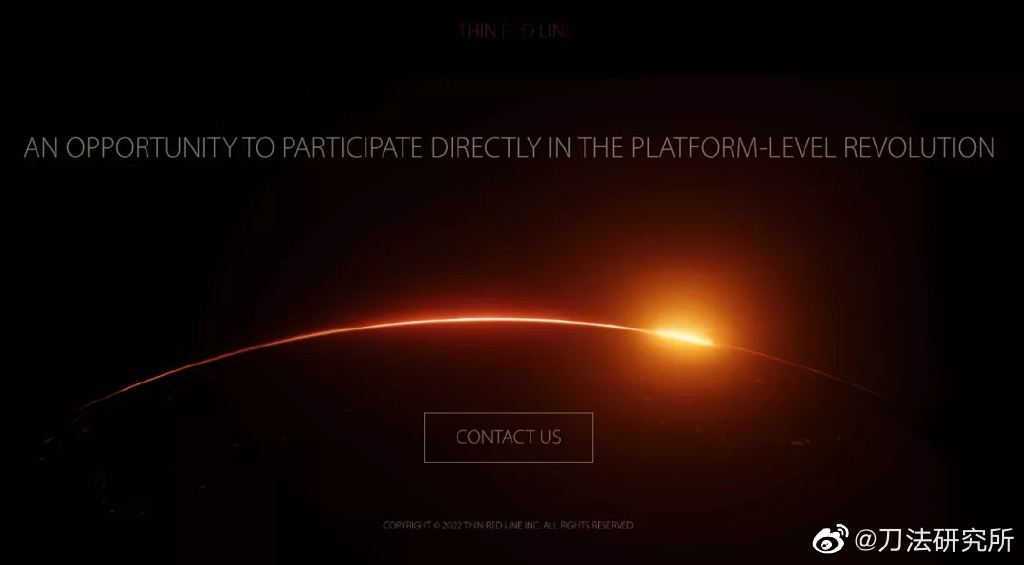 THIN RED LINE
AN OPPORTUNITY TO PARTICIPATE DIRECTLY IN THE PLATFORM-LEVEL REVOLUTION
CONTACT US
COPYRIGHT © 2022 THIN RED LINE INC. ALL RIGHTS RESERVED.
@刀法研究所